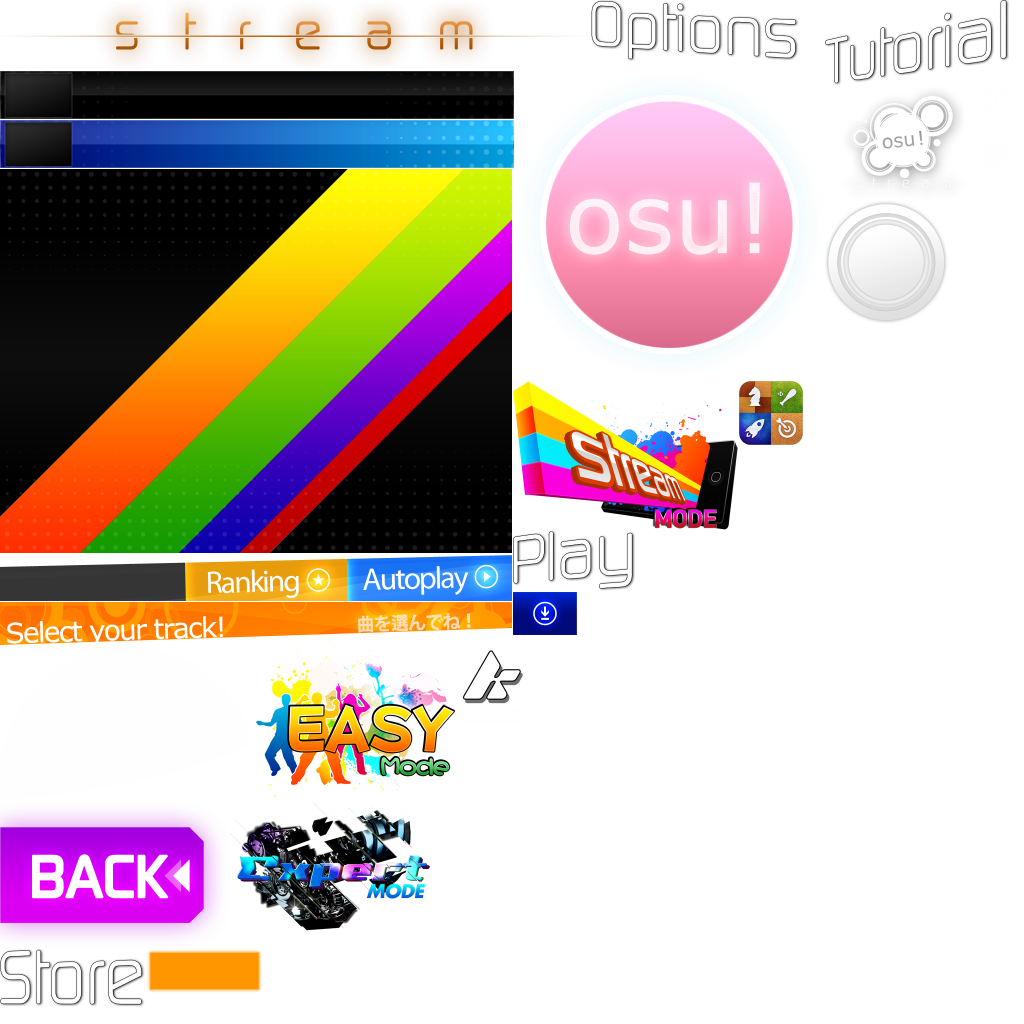 stream
Options
Tutorial
osu!
osu!
Stream
MODE
Play
Ranking
Autoplay
Select your track!
曲を選んでね！
EASY
Mode
BACK
Expert
MODE
Store